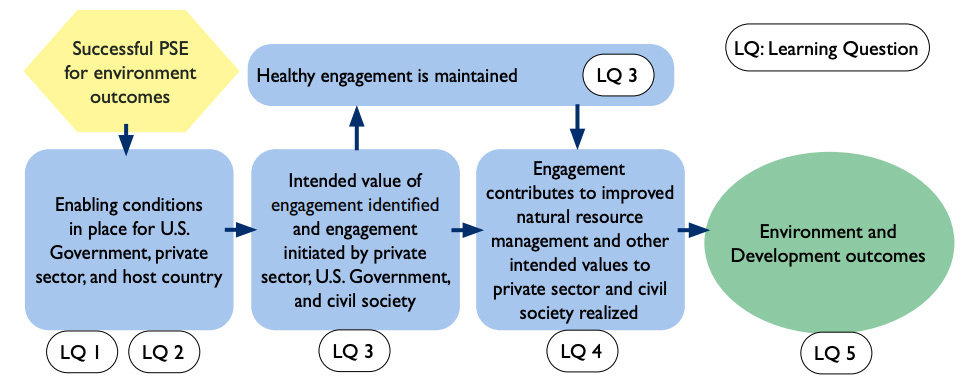 Successful PSE
for environment
outcomes
Healthy engagement is maintained
LQ 3
LQ: Learning Question
Enabling conditions
in place for U.S.
Government, private
sector, and host country
LQ 1
LQ 2
Intended value of
engagement identified
and engagement
initiated by private
sector, U.S. Government,
and civil society
LQ 3
Engagement
contributes to improved
natural resource
management and other
intended values to
private sector and civil
society realized
LQ 4
Environment and
Development outcomes
LQ 5